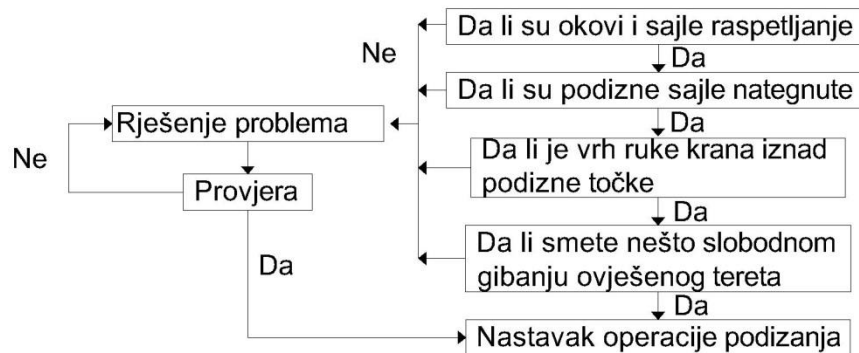 Da li su okovi i sajle raspetljanje
Ne
Da
Da li su podizne sajle nategnute
Rješenje problema
Da
Ne
Da li je vrh ruke krana iznad
podizne točke
Provjera
Da
Da li smete nešto slobodnom
gibanju ovješenog tereta
Da
Da
Nastavak operacije podizanja